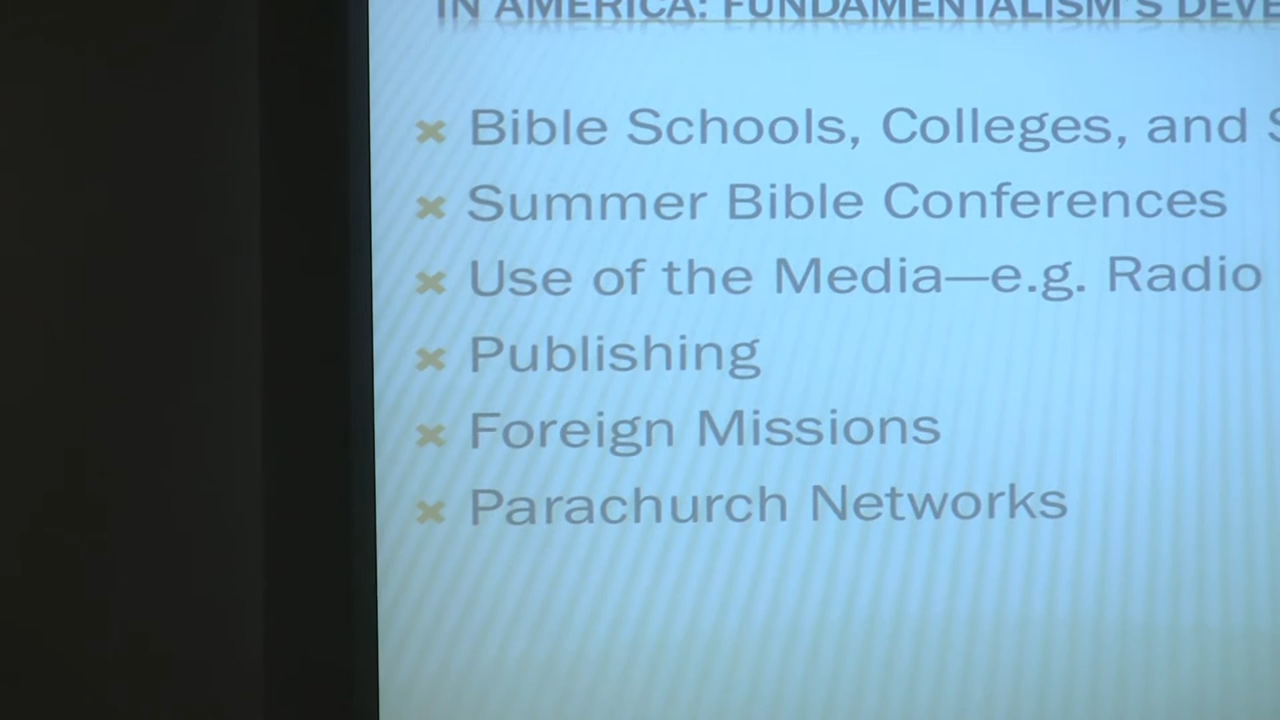 IN AMERICA: FUNDAMENTALISM'S
Bible Schools, Colleges, and
Summer Bible Conferences
Use of the Media—e.g. Radio
Publishing
Foreign Missions
Parachurch Networks